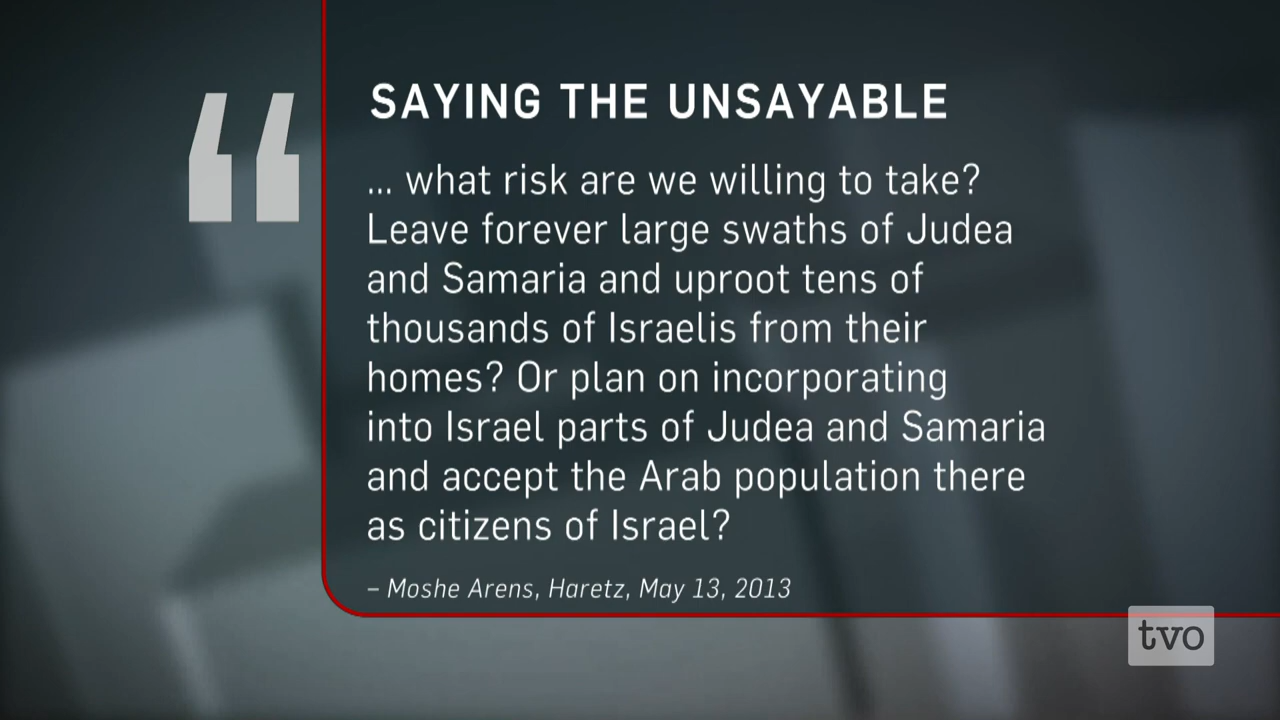 “
SAYING THE UNSAYABLE
... what risk are we willing to take?
Leave forever large swaths of Judea
and Samaria and uproot tens of
thousands of Israelis from their
homes? Or plan on incorporating
into Israel parts of Judea and Samaria
and accept the Arab population there
as citizens of Israel?
– Moshe Arens, Haretz, May 13, 2013
tvo